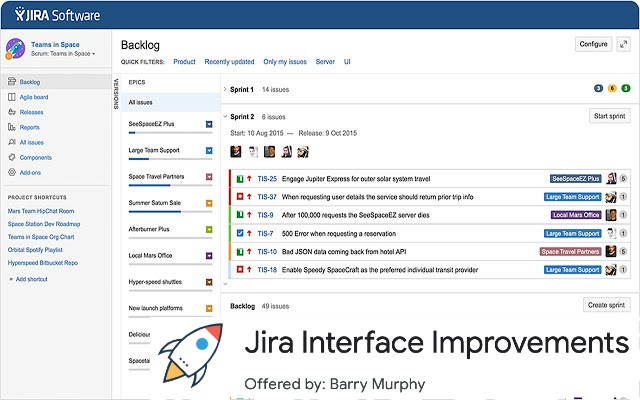 JIRA Software
Teams in Space
Scrum: Teams in Space
Backlog
Agile board
Releases
Reports
All issues
Components
Add-ons
PROJECT SHORTCUTS
Mars Team HipChat Room
Space Station Dev Roadmap
Teams in Space Org Chart
Orbital Spotify Playlist
Hyperspeed Bitbucket Repo
+ Add shortcut
Backlog
Configure
QUICK FILTERS: Product Recently updated Only my issues Server UI
VERSIONS
EPICS
All issues
SeeSpaceEZ Plus
Large Team Support
Space Travel Partners
Summer Saturn Sale
Afterburner Plus
Local Mars Office
Hyper-speed shuttles
New launch platforms
Sprint 1 14 issues 3 6 5
Sprint 2 6 issues Start sprint
Start: 10 Aug 2015 — Release: 9 Oct 2015
TIS-25 Engage Jupiter Express for outer solar system travel SeeSpaceEZ Plus 5
TIS-37 When requesting user details the service should return prior trip info Large Team Support 1
TIS-9 After 100,000 requests the SeeSpaceEZ server dies Local Mars Office 1
TIS-7 500 Error when requesting a reservation Large Team Support 1
TIS-10 Bad JSON data coming back from hotel API Space Travel Partners 5
TIS-18 Enable Speedy SpaceCraft as the preferred individual transit provider Large Team Support 1
Backlog 49 issues Create sprint
Jira Interface Improvements
Offered by: Barry Murphy